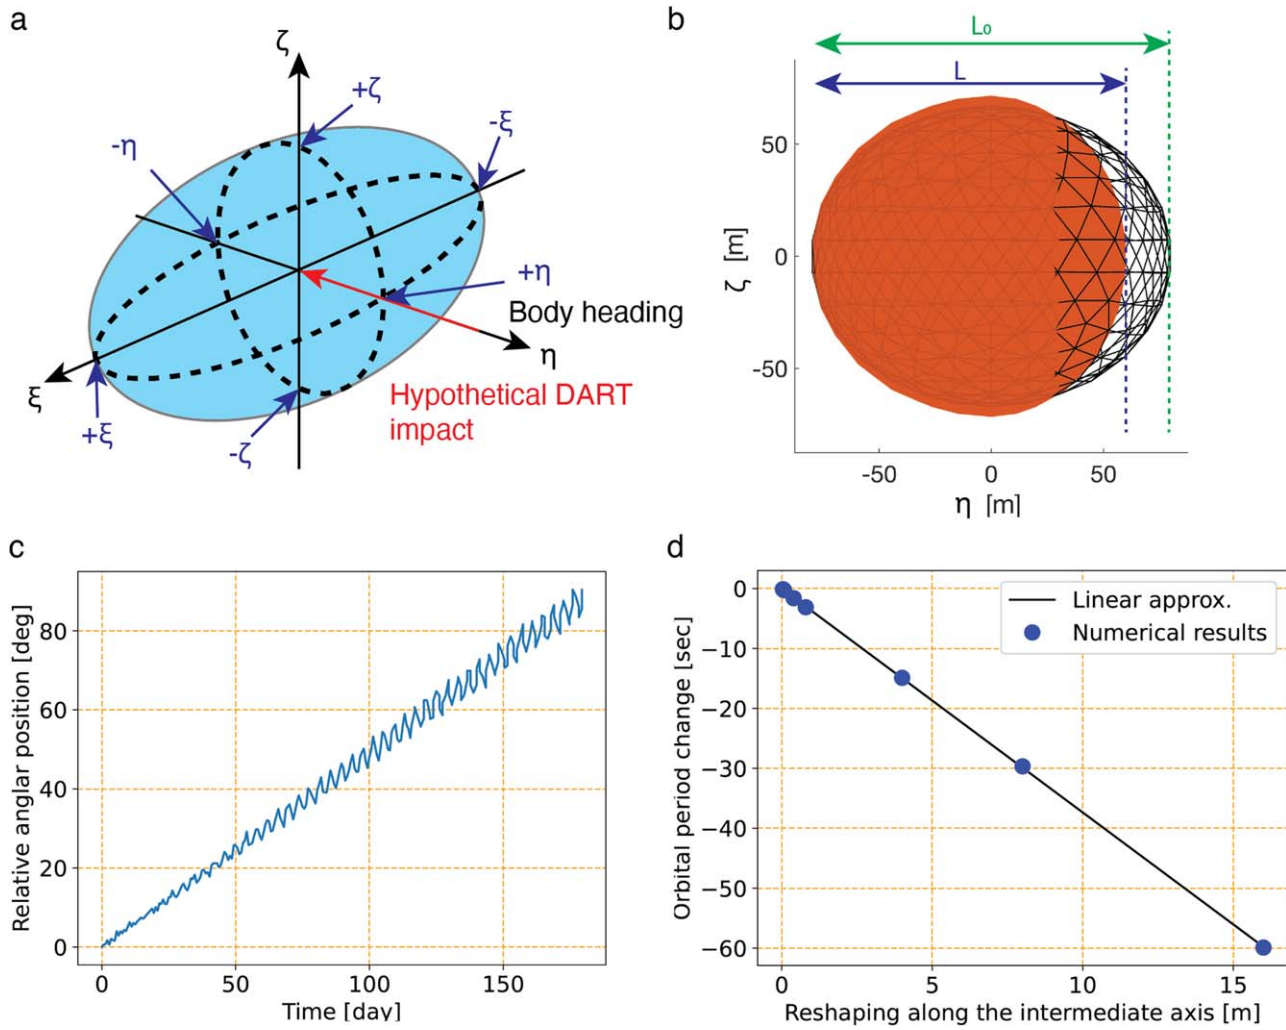 a
ζ
+ζ
-ξ
-η
+η
Body heading
η
Hypothetical DART
impact
ξ
+ξ
-ζ
b
L₀
L
ζ [m]
50
0
-50
-50
0
50
η [m]
c
Relative anglar position [deg]
80
60
40
20
0
0
50
100
150
Time [day]
d
Orbital period change [sec]
0
−10
−20
−30
−40
−50
−60
Linear approx.
Numerical results
0
5
10
15
Reshaping along the intermediate axis [m]